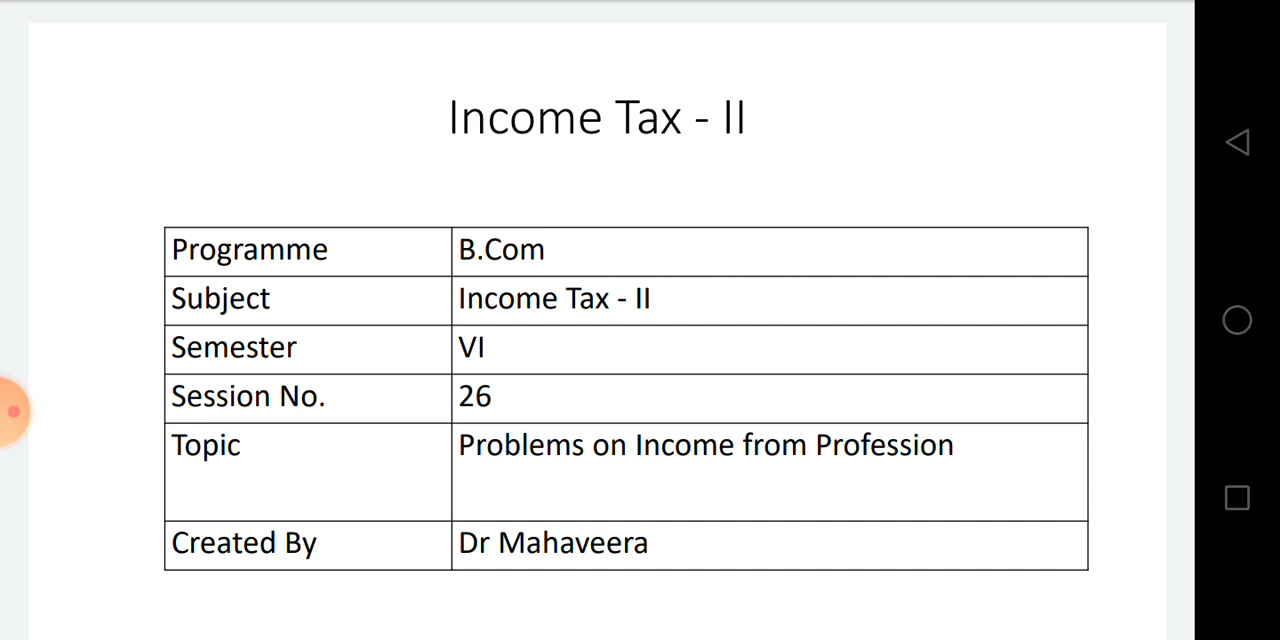 Income Tax - II
Programme B.Com
Subject Income Tax - II
Semester VI
Session No. 26
Topic Problems on Income from Profession
Created By Dr Mahaveera